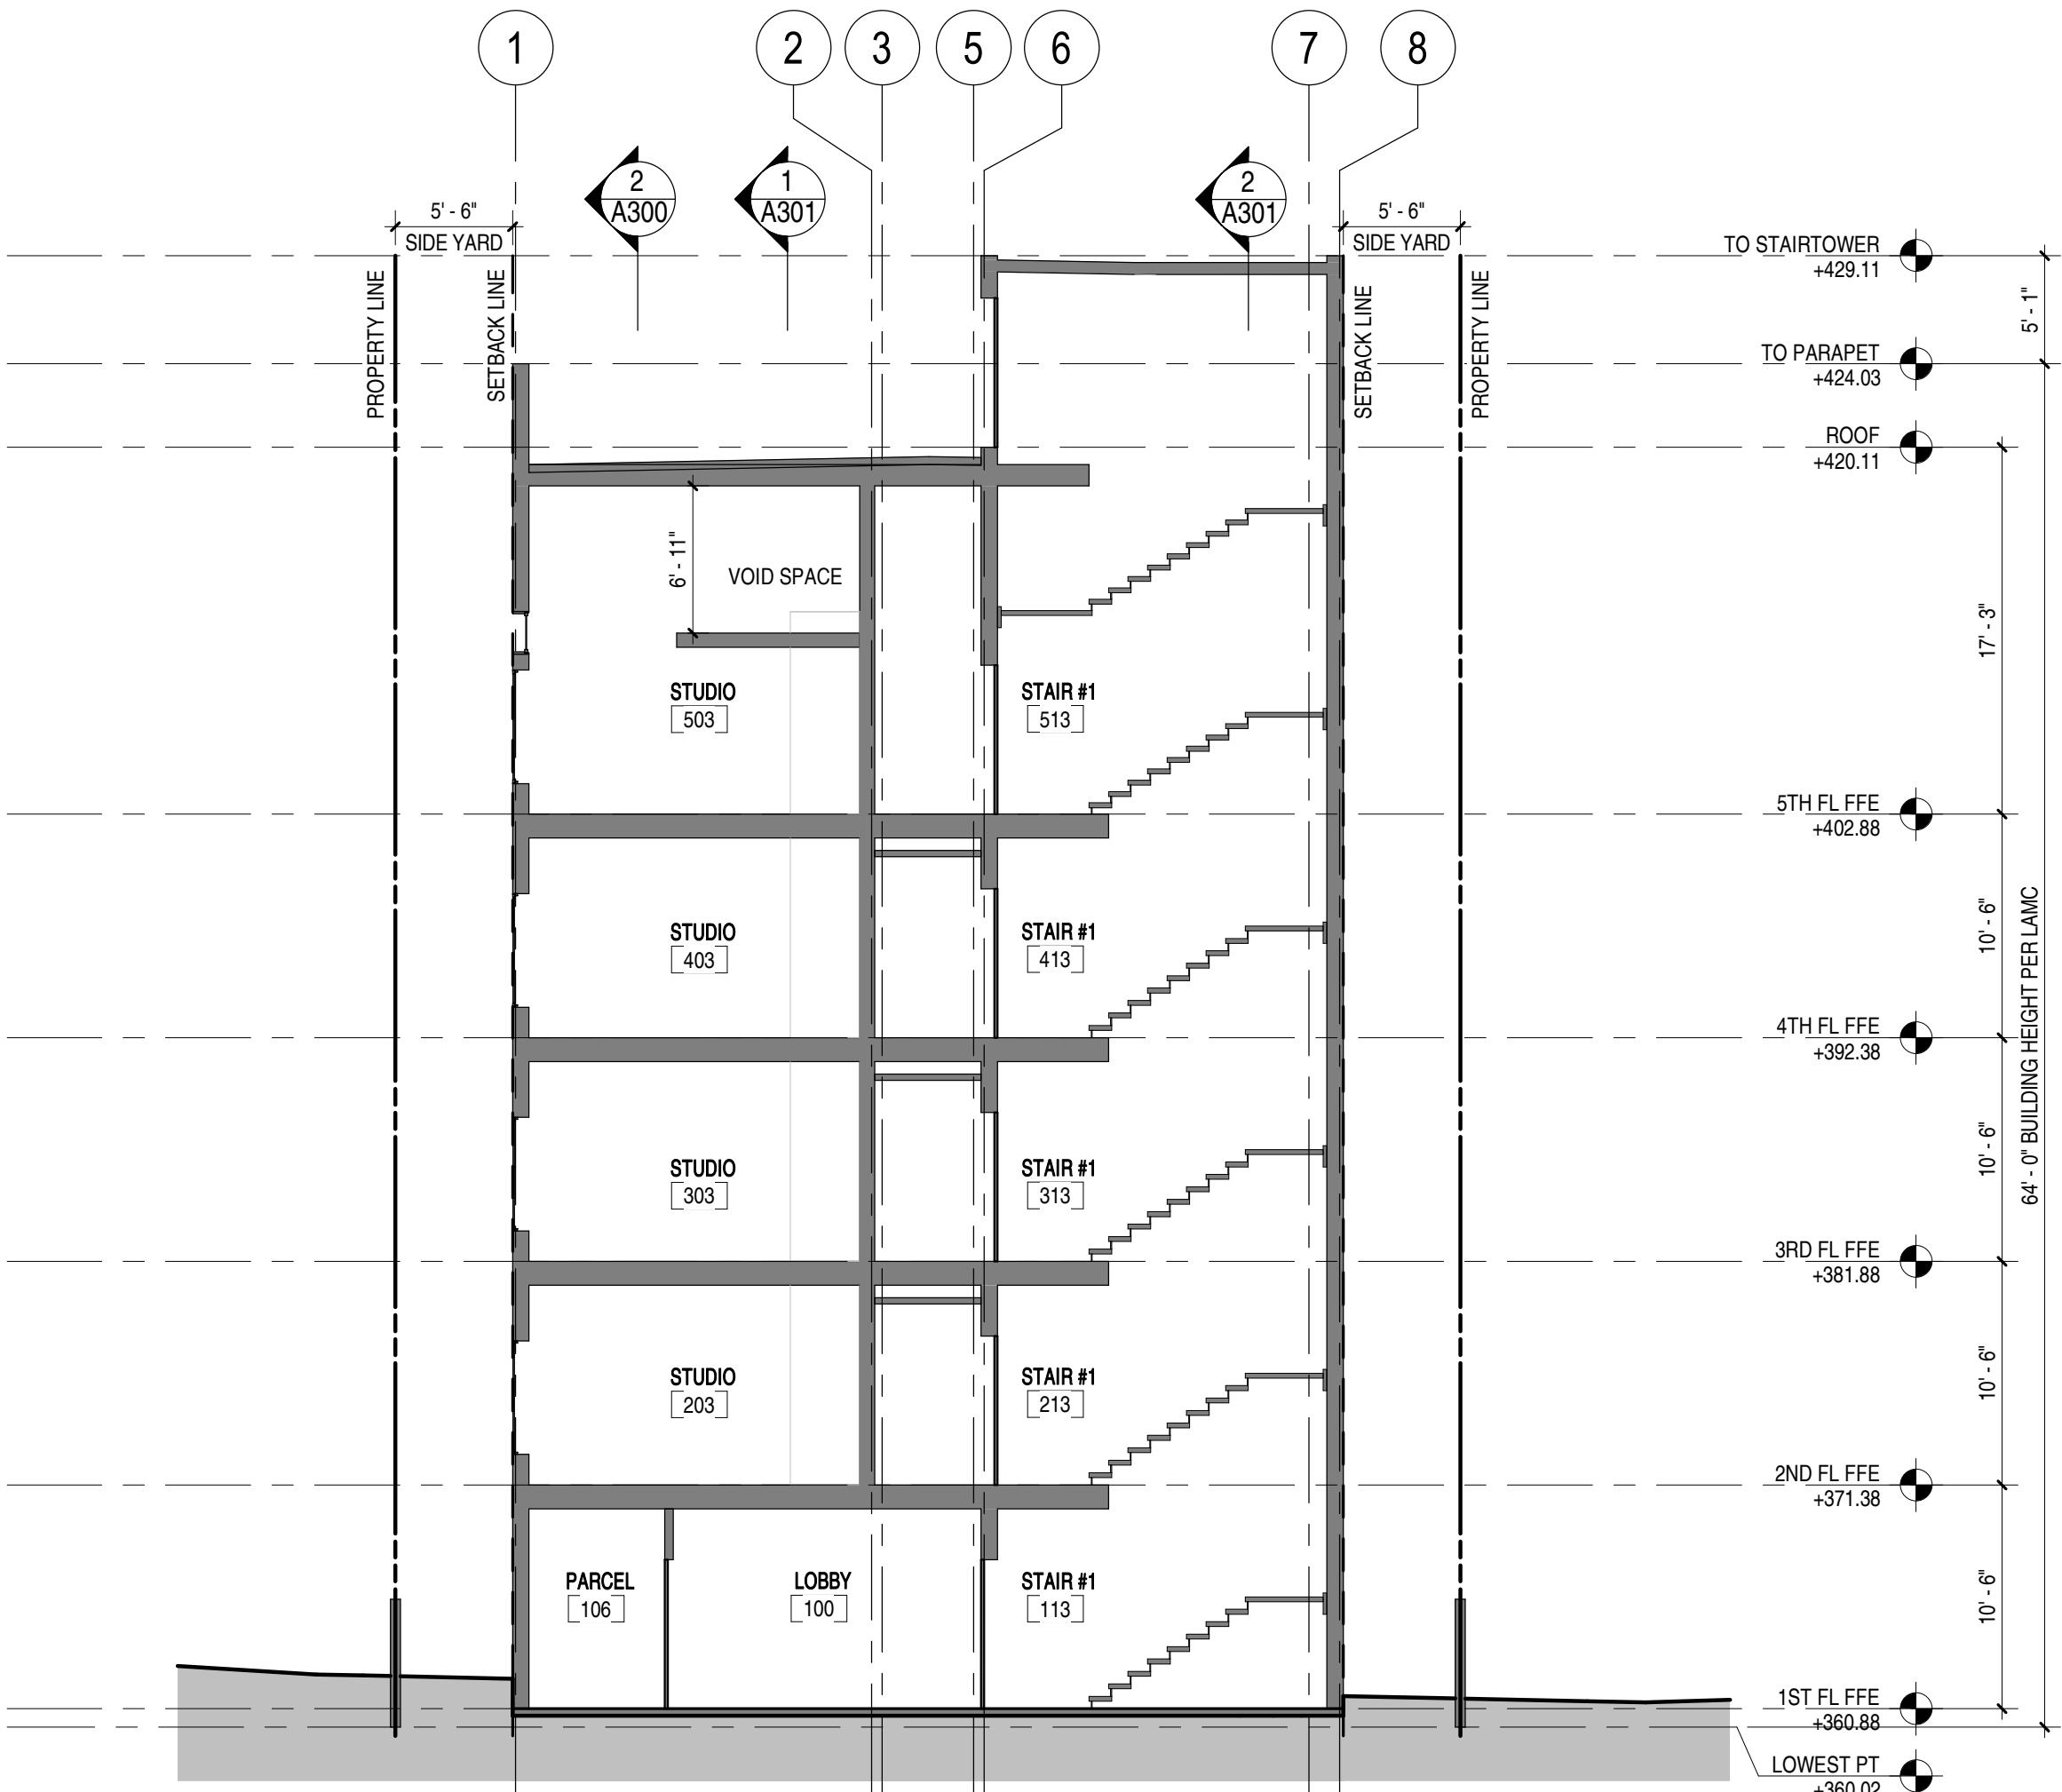 1
2
3
5
6
7
8
2
A300
1
A301
2
A301
5' - 6"
SIDE YARD
5' - 6"
SIDE YARD
PROPERTY LINE
SETBACK LINE
SETBACK LINE
PROPERTY LINE
TO STAIRTOWER
+429.11
5' - 1"
TO PARAPET
+424.03
ROOF
+420.11
6' - 11"
VOID SPACE
17' - 3"
STUDIO
503
STAIR #1
513
5TH FL FFE
+402.88
STUDIO
403
STAIR #1
413
10' - 6"
64' - 0" BUILDING HEIGHT PER LAMC
4TH FL FFE
+392.38
STUDIO
303
STAIR #1
313
10' - 6"
3RD FL FFE
+381.88
STUDIO
203
STAIR #1
213
10' - 6"
2ND FL FFE
+371.38
PARCEL
106
LOBBY
100
STAIR #1
113
10' - 6"
1ST FL FFE
+360.88
LOWEST PT
+360.02